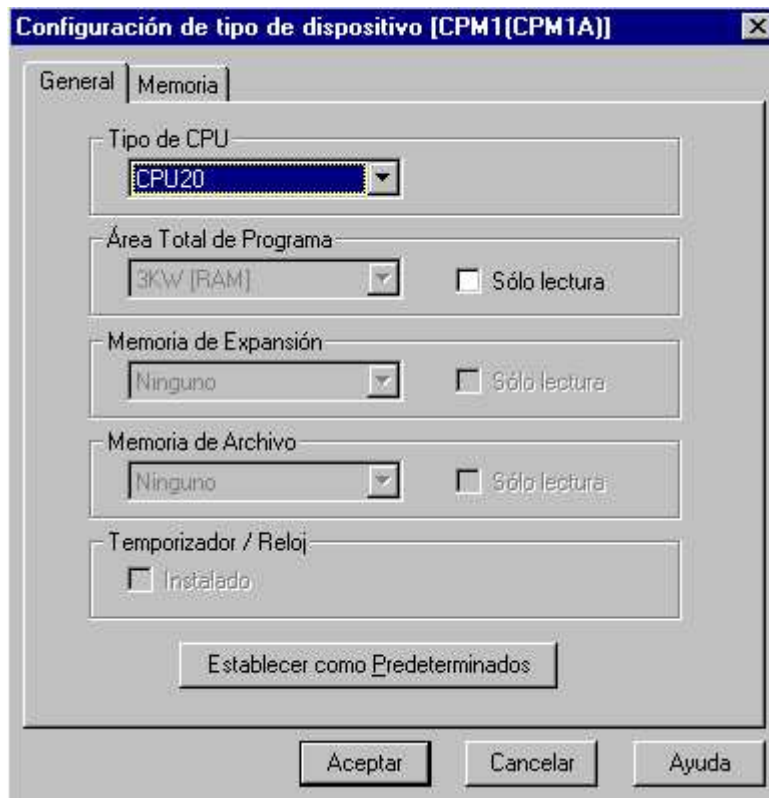 Configuración de tipo de dispositivo [CPM1(CPM1A)]
General Memoria
Tipo de CPU
CPU20
Área Total de Programa
3KW [RAM] Sólo lectura
Memoria de Expansión
Ninguno Sólo lectura
Memoria de Archivo
Ninguno Sólo lectura
Temporizador / Reloj
Instalado
Establecer como Predeterminados
Aceptar Cancelar Ayuda